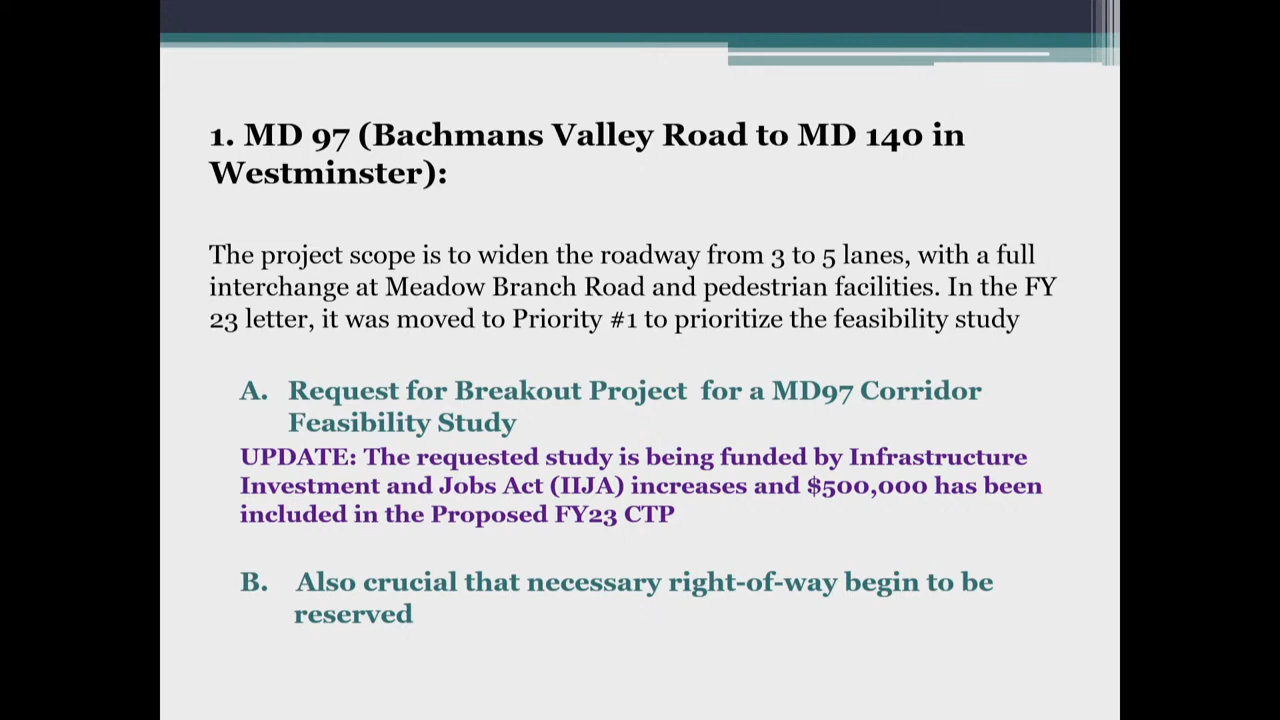 1. MD 97 (Bachmans Valley Road to MD 140 in
Westminster):
The project scope is to widen the roadway from 3 to 5 lanes, with a full
interchange at Meadow Branch Road and pedestrian facilities. In the FY
23 letter, it was moved to Priority #1 to prioritize the feasibility study
A. Request for Breakout Project for a MD97 Corridor
Feasibility Study
UPDATE: The requested study is being funded by Infrastructure
Investment and Jobs Act (IIJA) increases and $500,000 has been
included in the Proposed FY23 CTP
B. Also crucial that necessary right-of-way begin to be
reserved